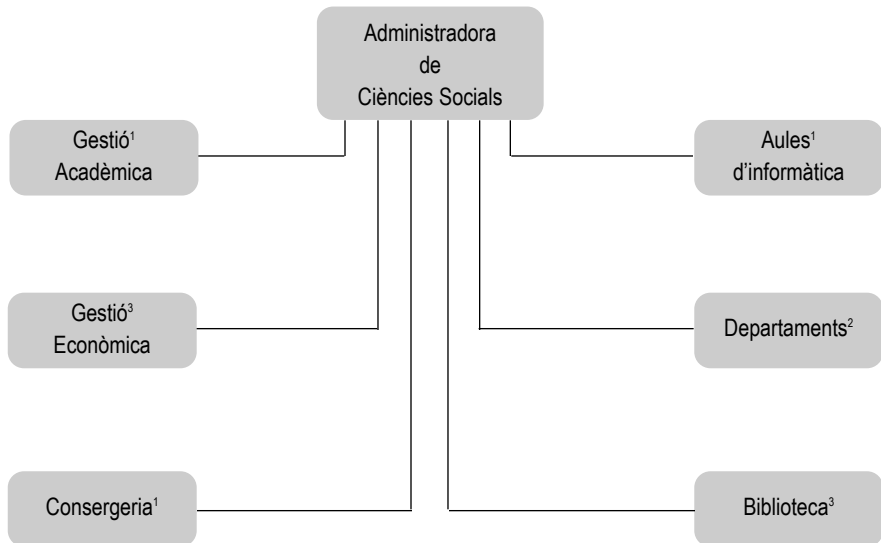 Administradora
de
Ciències Socials
Gestió¹
Acadèmica
Aules¹
d’informàtica
Gestió³
Econòmica
Departaments²
Consergeria¹
Biblioteca³